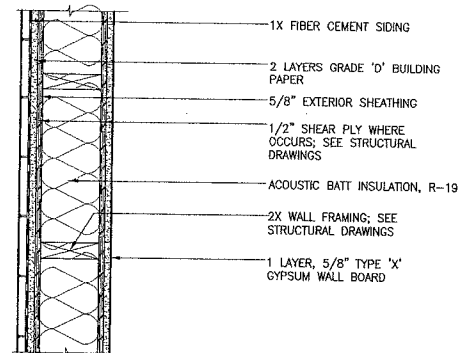 1X FIBER CEMENT SIDING
2 LAYERS GRADE 'D' BUILDING
PAPER
5/8" EXTERIOR SHEATHING
1/2" SHEAR PLY WHERE
OCCURS; SEE STRUCTURAL
DRAWINGS
ACOUSTIC BATT INSULATION, R-19
2X WALL FRAMING; SEE
STRUCTURAL DRAWINGS
1 LAYER, 5/8" TYPE 'X'
GYPSUM WALL BOARD